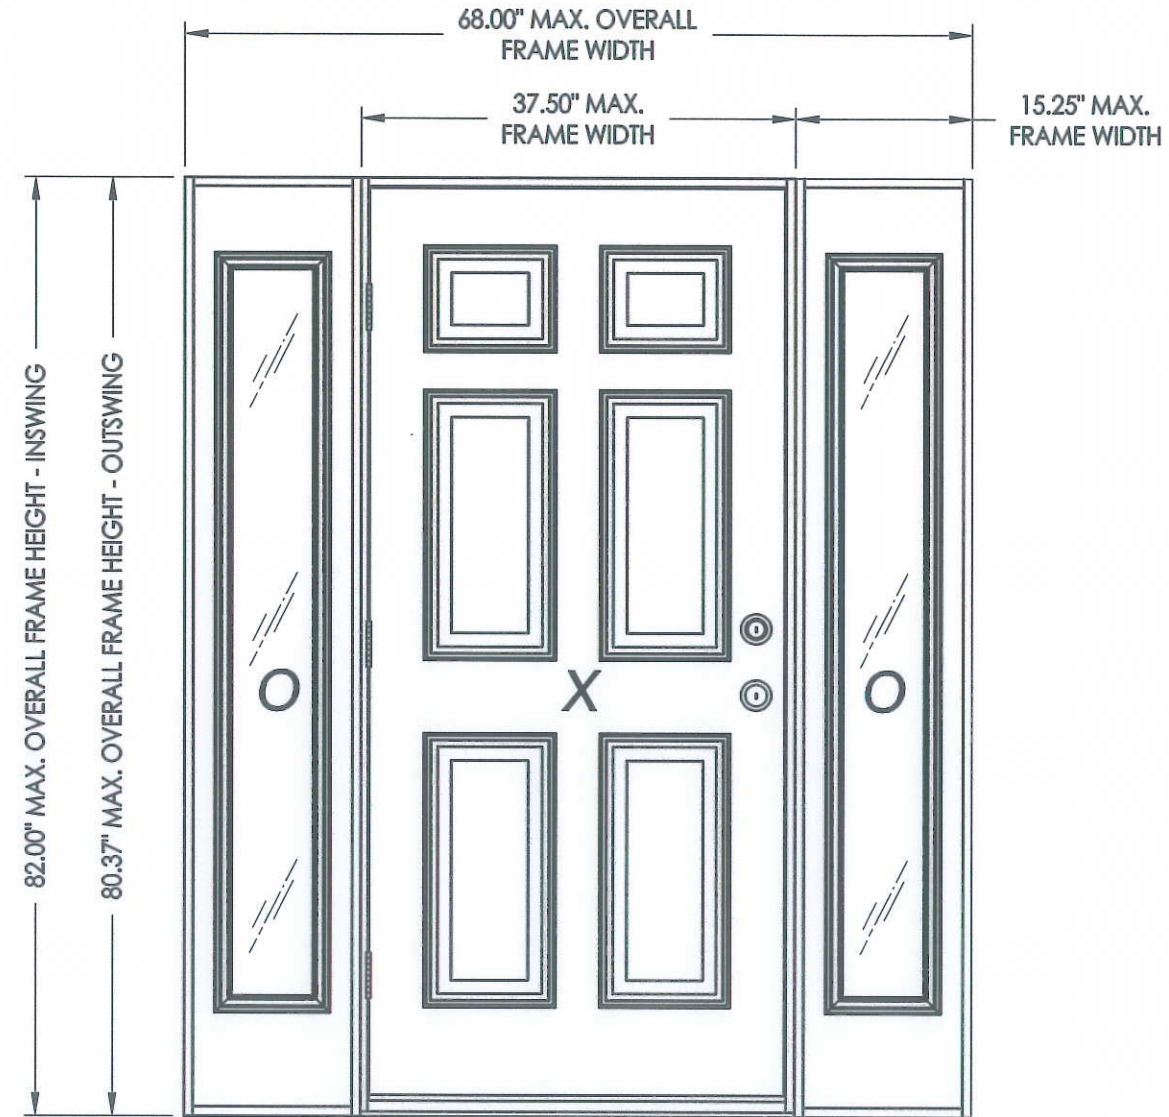 68.00" MAX. OVERALL
FRAME WIDTH
37.50" MAX.
FRAME WIDTH
15.25" MAX.
FRAME WIDTH
82.00" MAX. OVERALL FRAME HEIGHT - INSWING
80.37" MAX. OVERALL FRAME HEIGHT - OUTSWING
O
X
O